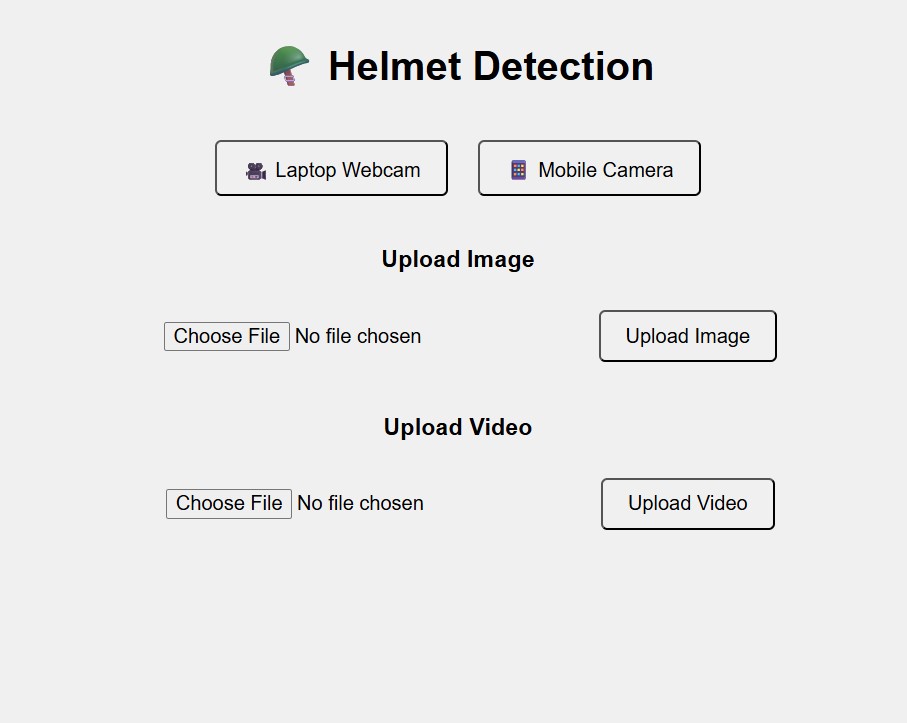 🪖 Helmet Detection
🎥 Laptop Webcam 📱 Mobile Camera
Upload Image
Choose File No file chosen Upload Image
Upload Video
Choose File No file chosen Upload Video